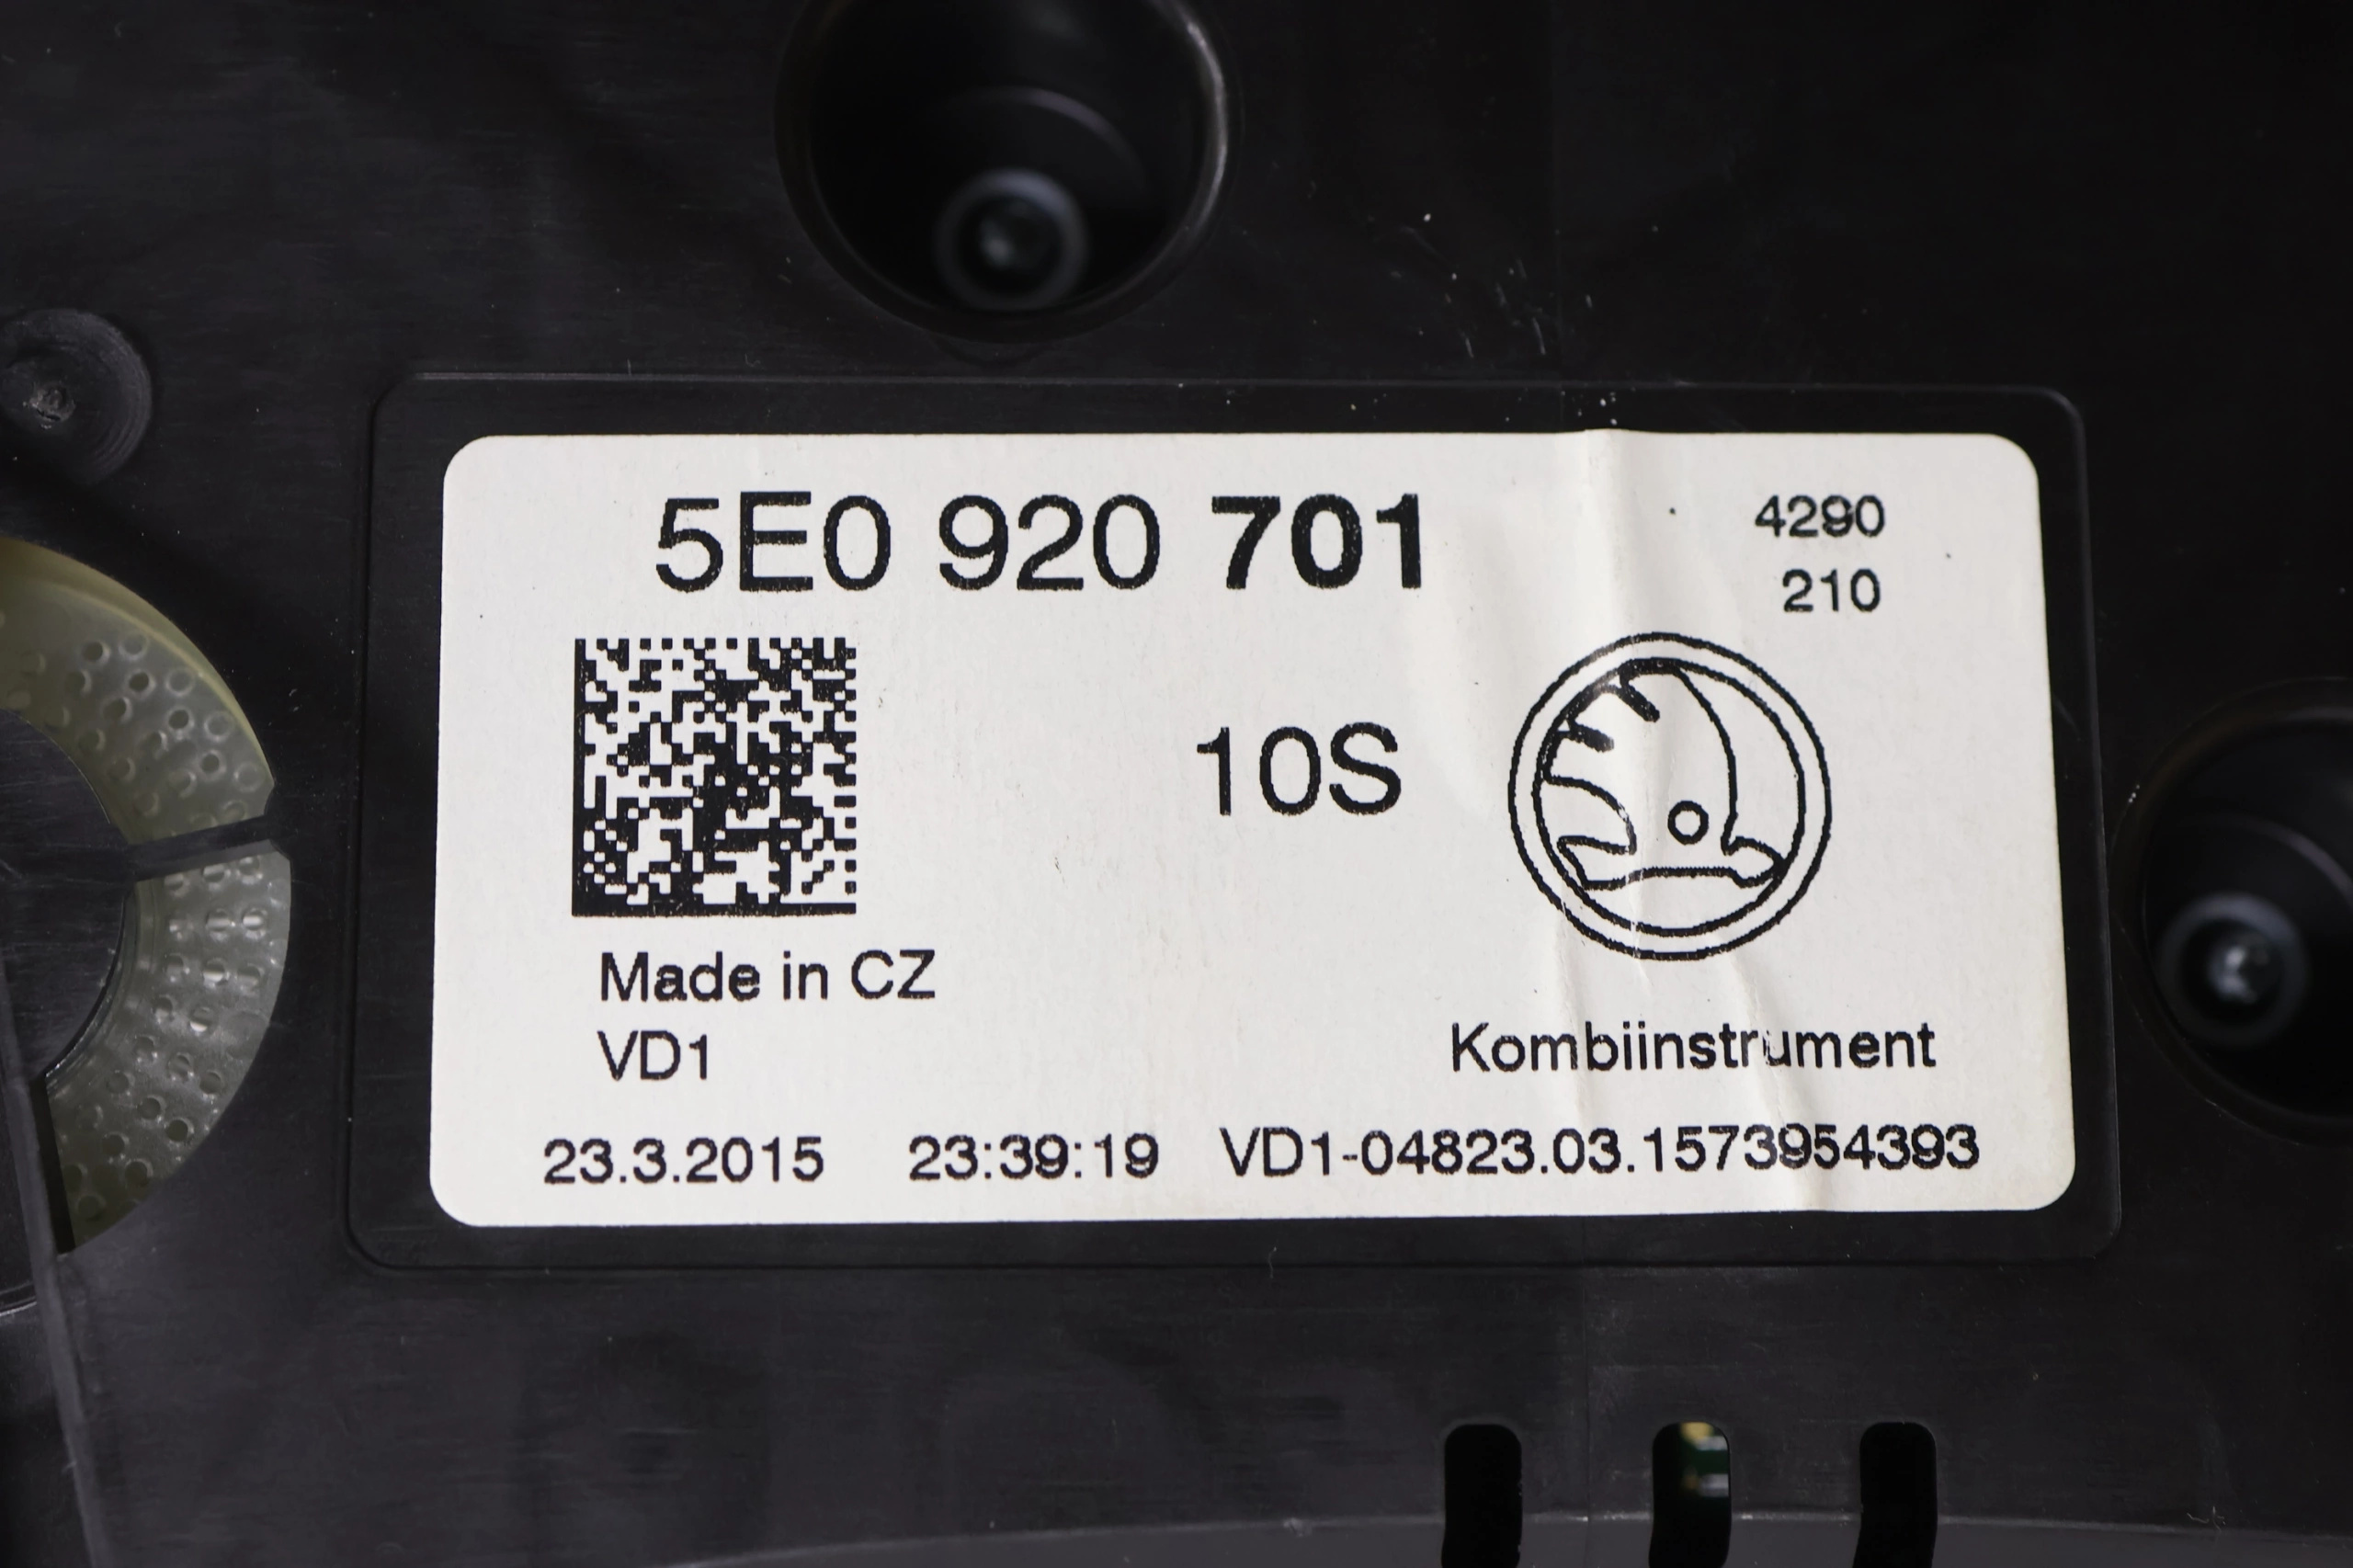 5E0 920 701
4290
210
10S
Made in CZ
VD1
Kombiinstrument
23.3.2015 23:39:19 VD1-04823.03.1573954393